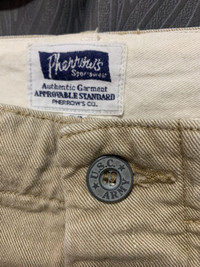 Pherrow's
Sportswear
Authentic Garment
APPROVABLE STANDARD
PHERROW'S CO.
U.S.C.
ARMY